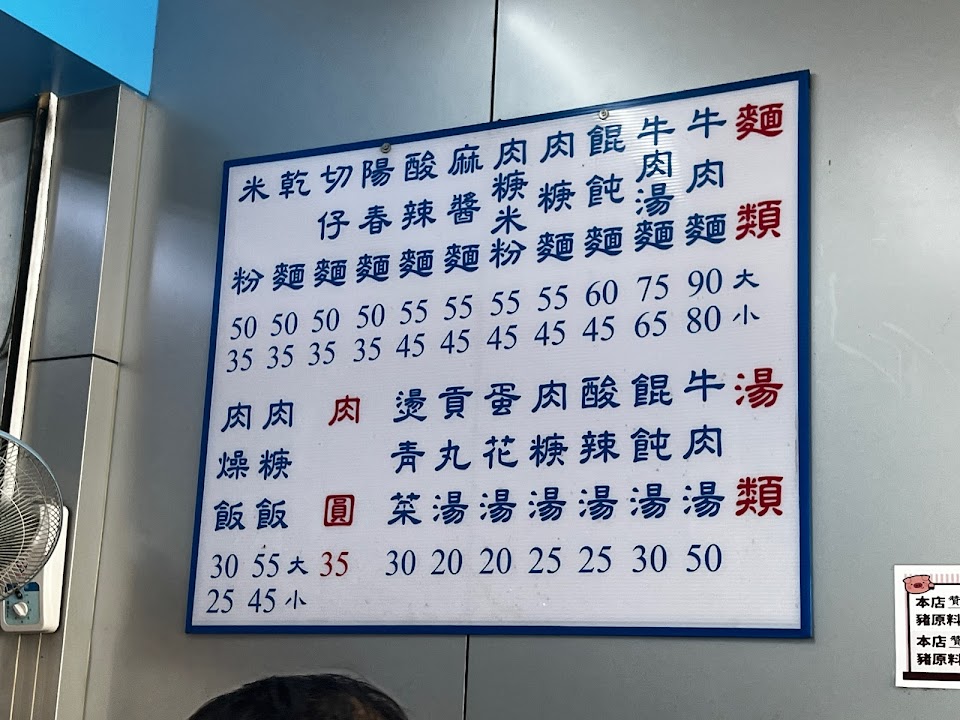 麵類
牛肉麵
牛肉湯麵
餛飩麵
肉糖麵
肉糖米粉
麻醬麵
酸辣麵
陽春麵
切仔麵
乾麵
米粉
大 90 75 60 55 55 55 55 50 50 50 50
小 80 65 45 45 45 45 45 35 35 35 35
湯類
牛肉湯
餛飩湯
酸辣湯
肉糖湯
蛋花湯
貢丸湯
燙青菜
50 30 25 25 20 20 30
肉圓
35
肉糖飯
肉燥飯
大 55 30
小 45 25
本店
豬原料
本店
豬原料